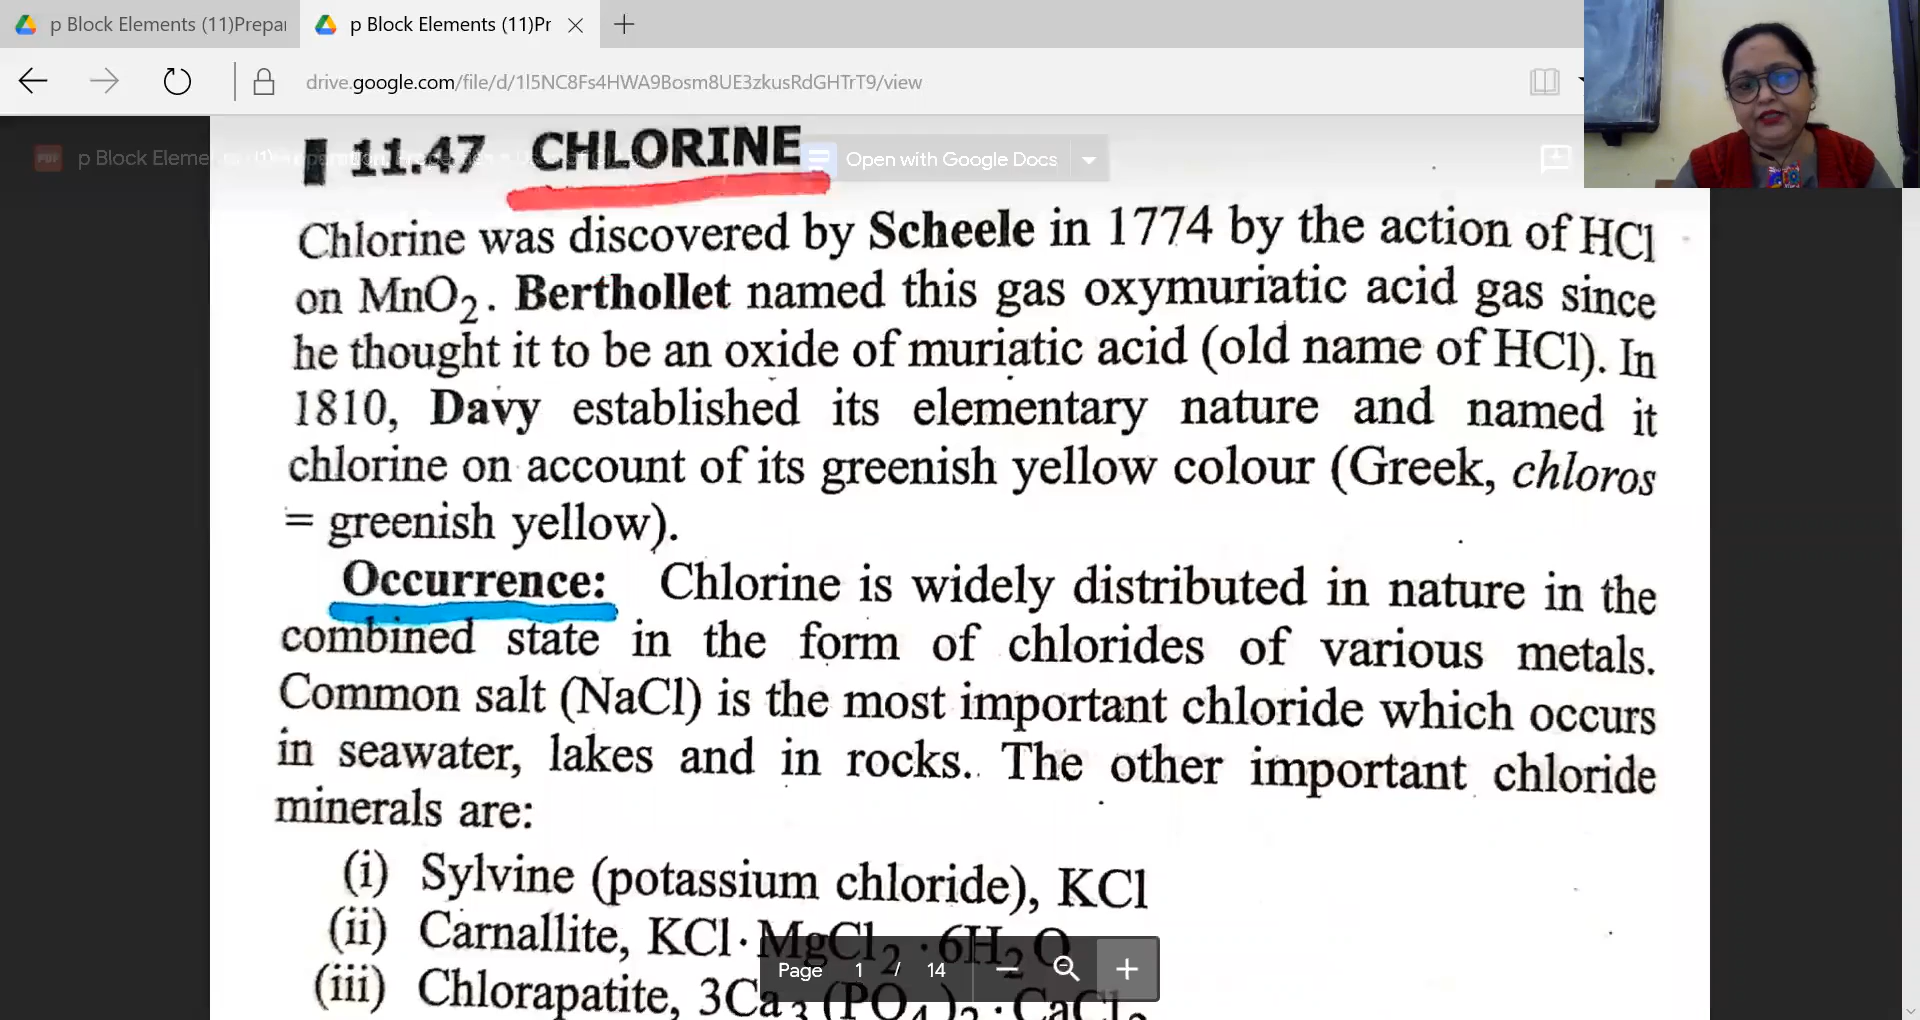 p Block Elements (11)Prepar
p Block Elements (11)Pr
drive.google.com/file/d/1l5NC8Fs4HWA9Bosm8UE3zkusRdGHTrT9/view
p Block Eleme
Open with Google Docs
11.47 CHLORINE
Chlorine was discovered by Scheele in 1774 by the action of HCl
on MnO₂. Berthollet named this gas oxymuriatic acid gas since
he thought it to be an oxide of muriatic acid (old name of HCl). In
1810, Davy established its elementary nature and named it
chlorine on account of its greenish yellow colour (Greek, chloros
= greenish yellow).
Occurrence: Chlorine is widely distributed in nature in the
combined state in the form of chlorides of various metals.
Common salt (NaCl) is the most important chloride which occurs
in seawater, lakes and in rocks. The other important chloride
minerals are:
(i) Sylvine (potassium chloride), KCl
(ii) Carnallite, KCl·MgCl₂·6H₂O
(iii) Chlorapatite, 3Ca₃(PO₄)₂·CaCl₂
Page 1 / 14